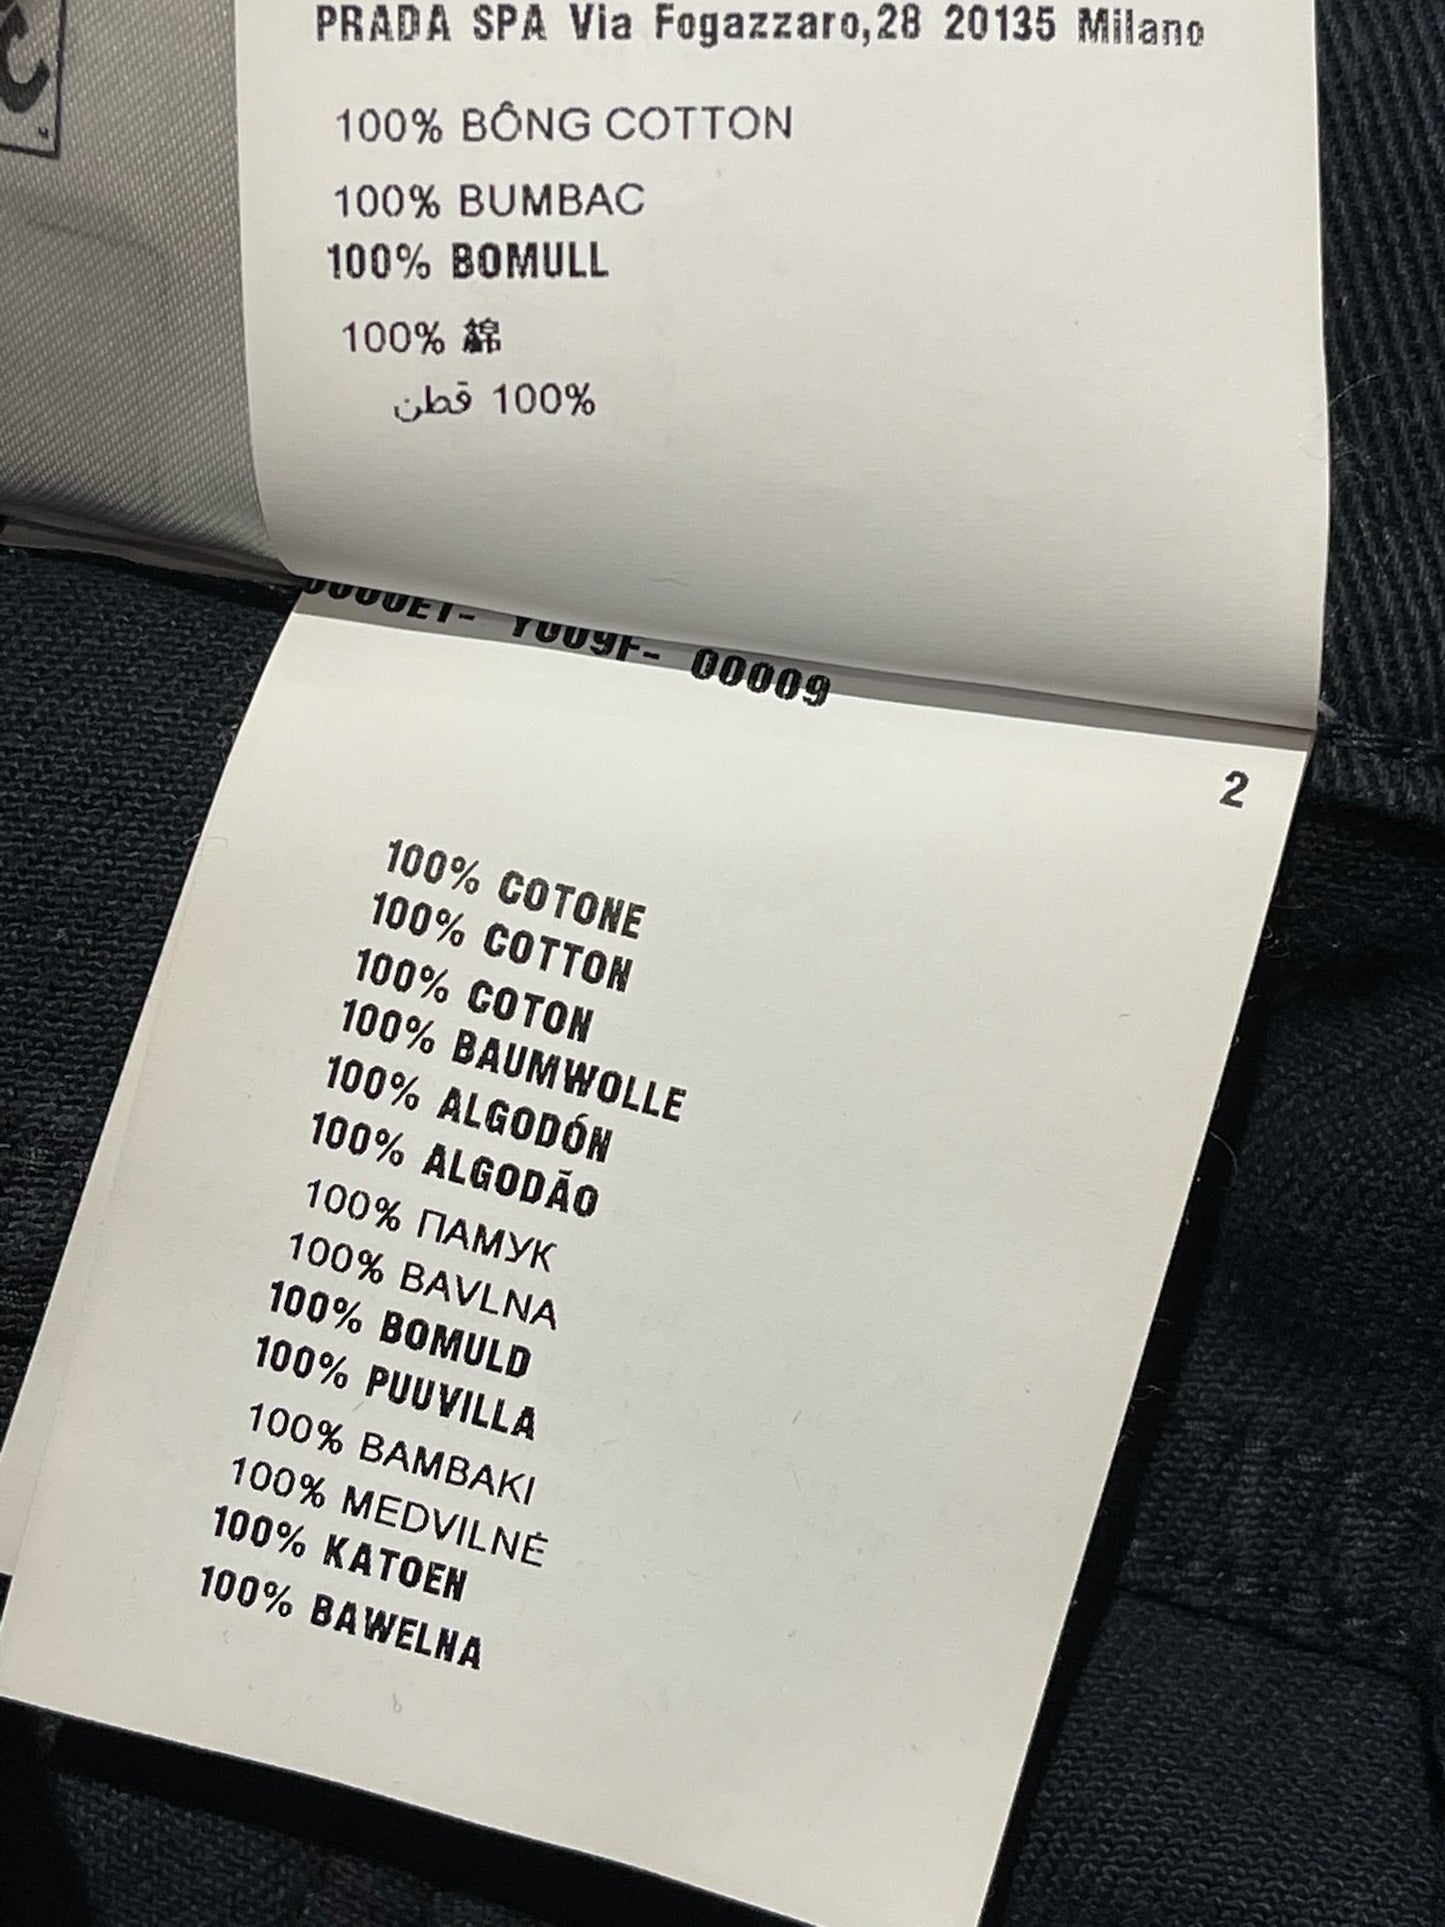 PRADA SPA Via Fogazzaro,28 20135 Milano
100% BÔNG COTTON
100% BUMBAC
100% BOMULL
100% 綿
100% قطن
Y009F- 00009
2
100% COTONE
100% COTTON
100% COTON
100% BAUMWOLLE
100% ALGODÓN
100% ALGODÃO
100% ПАМУК
100% BAVLNA
100% BOMULD
100% PUUVILLA
100% BAMBAKI
100% MEDVILNĖ
100% KATOEN
100% BAWELNA